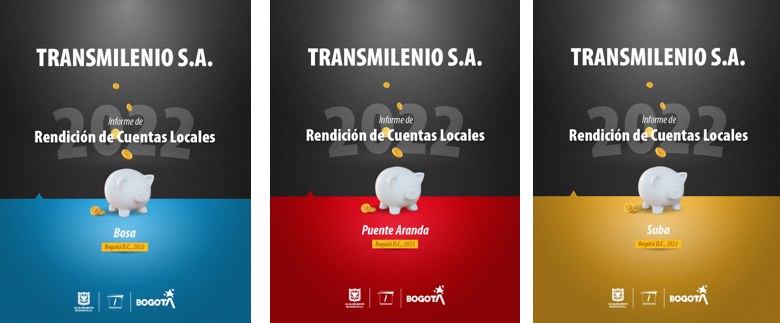 TRANSMILENIO S.A.
2022
Informe de
Rendición de Cuentas Locales
Bosa
Bogotá D.C., 2022
BOGOTÁ
TRANSMILENIO S.A.
2022
Informe de
Rendición de Cuentas Locales
Puente Aranda
Bogotá D.C., 2022
BOGOTÁ
TRANSMILENIO S.A.
2022
Informe de
Rendición de Cuentas Locales
Suba
Bogotá D.C., 2022
BOGOTÁ